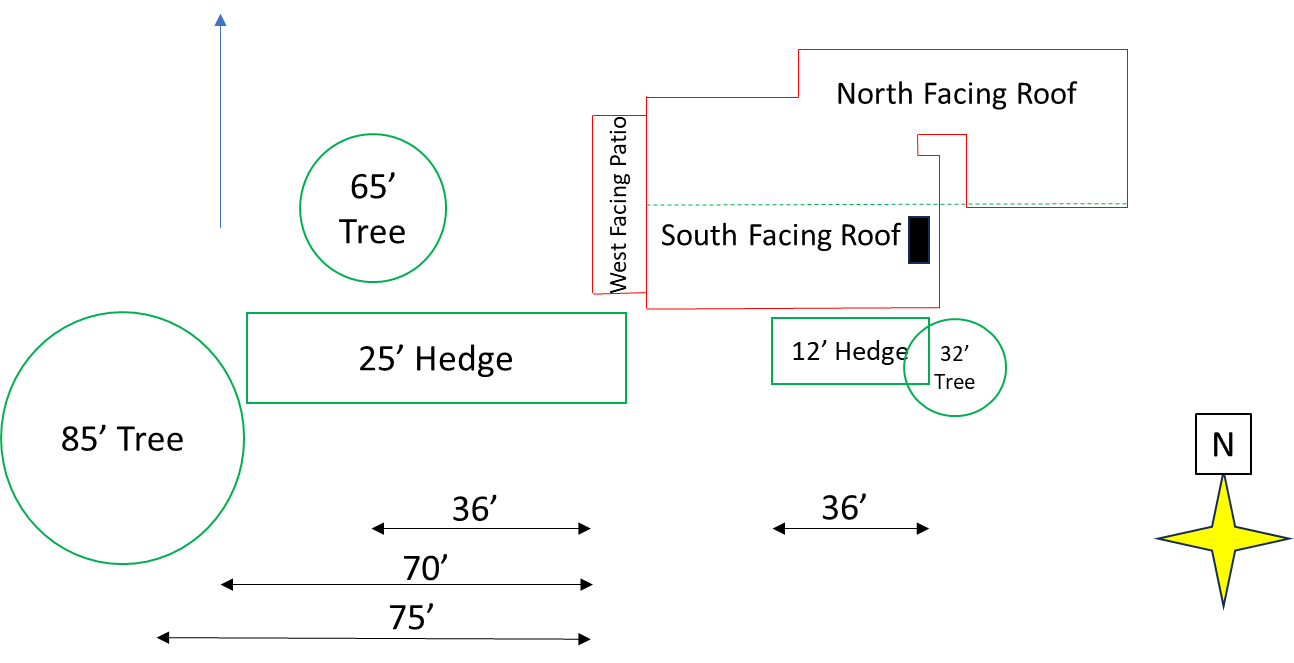 North Facing Roof
West Facing Patio
65’
Tree
South Facing Roof
25’ Hedge
12’ Hedge
32’
Tree
85’ Tree
N
36’
36’
70’
75’